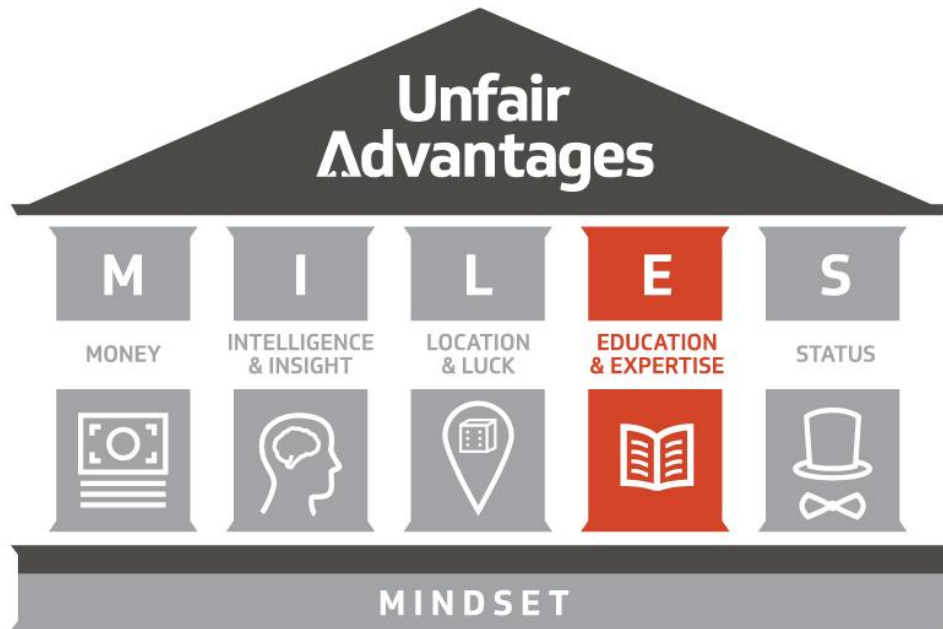 Unfair
Advantages
M I L E S
MONEY
INTELLIGENCE
& INSIGHT
LOCATION
& LUCK
EDUCATION
& EXPERTISE
STATUS
MINDSET